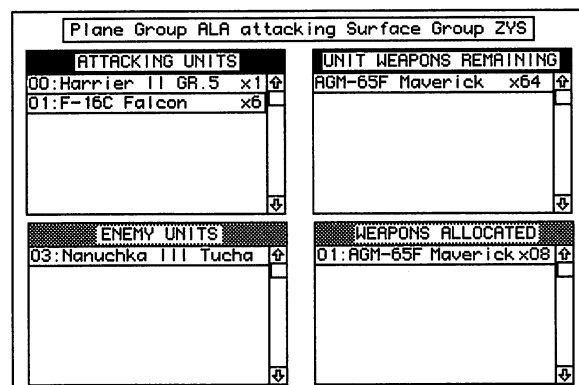 Plane Group ALA attacking Surface Group ZYS
ATTACKING UNITS
00:Harrier II GR.5 x1
01:F-16C Falcon x6
UNIT WEAPONS REMAINING
AGM-65F Maverick x64
ENEMY UNITS
03:Nanuchka III Tucha
WEAPONS ALLOCATED
01:AGM-65F Maverick x08